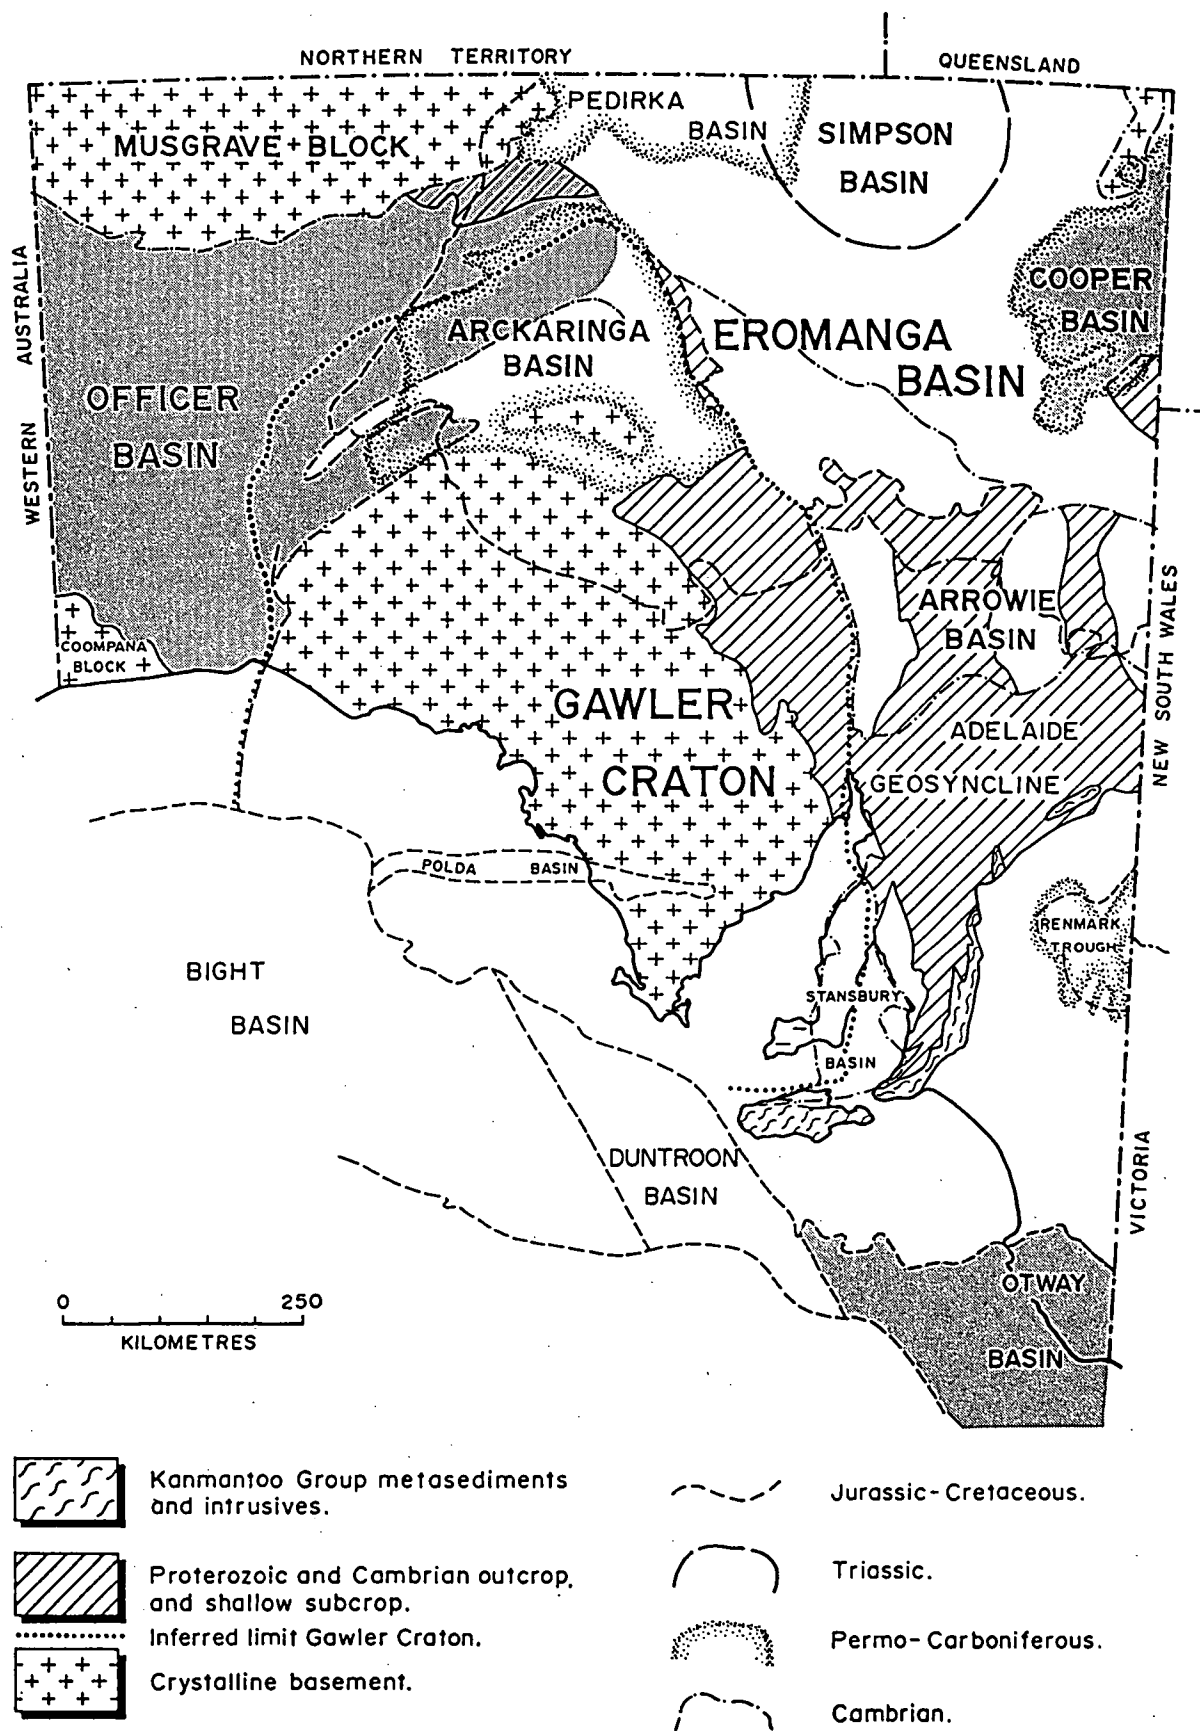 NORTHERN TERRITORY
QUEENSLAND
PEDIRKA
BASIN
MUSGRAVE BLOCK
SIMPSON
BASIN
WESTERN AUSTRALIA
COOPER
BASIN
ARCKARINGA
BASIN
EROMANGA
BASIN
OFFICER
BASIN
ARROWIE
BASIN
COOMPANA
BLOCK
NEW SOUTH WALES
GAWLER
CRATON
ADELAIDE
GEOSYNCLINE
POLDA BASIN
RENMARK
TROUGH
BIGHT
BASIN
STANSBURY
BASIN
DUNTROON
BASIN
VICTORIA
OTWAY
BASIN
0 250
KILOMETRES
Kanmantoo Group metasediments
and intrusives.
Proterozoic and Cambrian outcrop,
and shallow subcrop.
Inferred limit Gawler Craton.
Crystalline basement.
Jurassic-Cretaceous.
Triassic.
Permo-Carboniferous.
Cambrian.